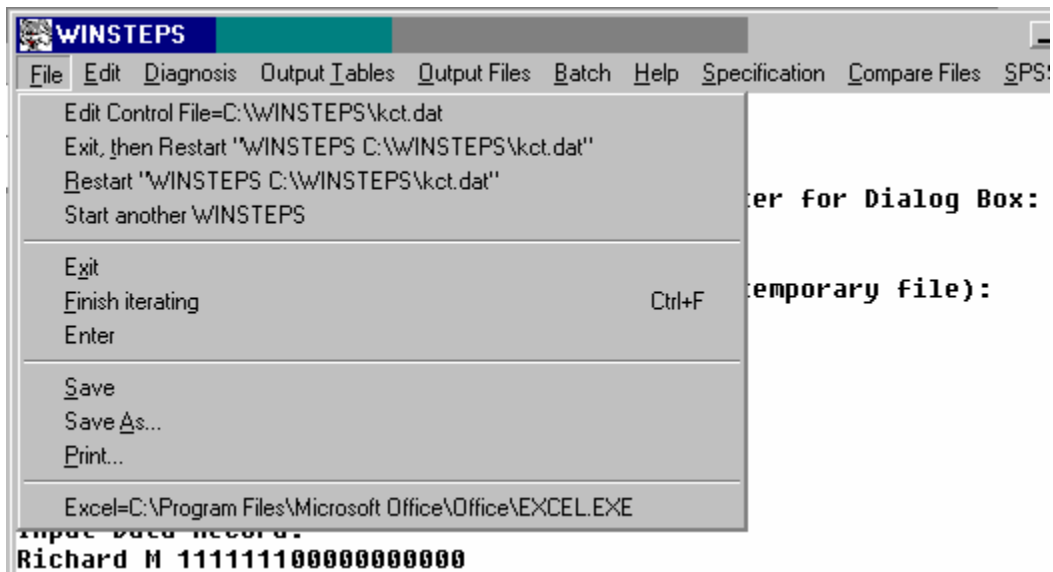 WINSTEPS
File Edit Diagnosis Output Tables Output Files Batch Help Specification Compare Files
Edit Control File=C:\WINSTEPS\kct.dat
Exit, then Restart "WINSTEPS C:\WINSTEPS\kct.dat"
Restart "WINSTEPS C:\WINSTEPS\kct.dat"
Start another WINSTEPS
for Dialog Box:
Exit
Finish iterating Ctrl+F
file):
Enter
Save
Save As...
Print...
Excel=C:\Program Files\Microsoft Office\Office\EXCEL.EXE
Input Data Record:
Richard M 111111100000000000